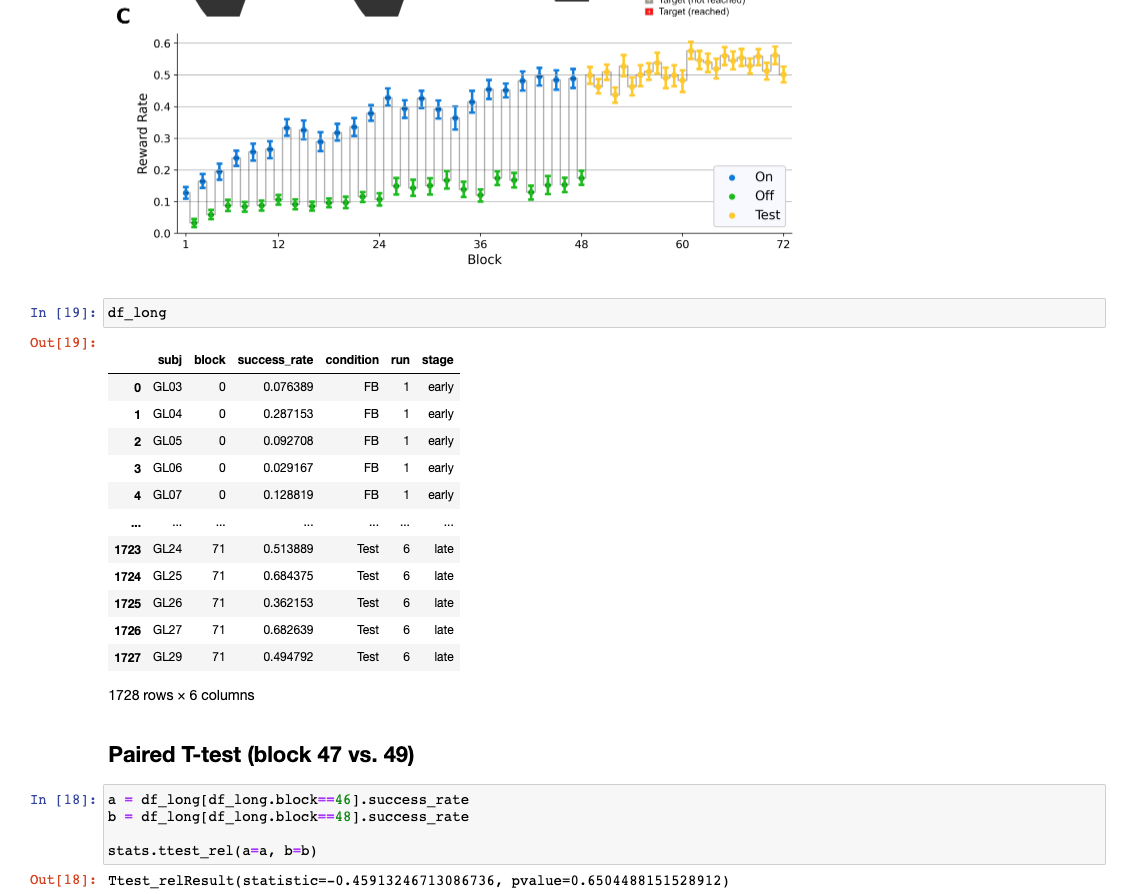 Target (not reached)
Target (reached)
C
0.6
0.5
0.4
0.3
0.2
0.1
0.0
Reward Rate
1 12 24 36 48 60 72
Block
On
Off
Test
In [19]: df_long
Out[19]:
subj block success_rate condition run stage
0 GL03 0 0.076389 FB 1 early
1 GL04 0 0.287153 FB 1 early
2 GL05 0 0.092708 FB 1 early
3 GL06 0 0.029167 FB 1 early
4 GL07 0 0.128819 FB 1 early
... ... ... ... ... ... ...
1723 GL24 71 0.513889 Test 6 late
1724 GL25 71 0.684375 Test 6 late
1725 GL26 71 0.362153 Test 6 late
1726 GL27 71 0.682639 Test 6 late
1727 GL29 71 0.494792 Test 6 late
1728 rows × 6 columns
Paired T-test (block 47 vs. 49)
In [18]: a = df_long[df_long.block==46].success_rate
b = df_long[df_long.block==48].success_rate
stats.ttest_rel(a=a, b=b)
Out[18]: Ttest_relResult(statistic=-0.45913246713086736, pvalue=0.6504488151528912)